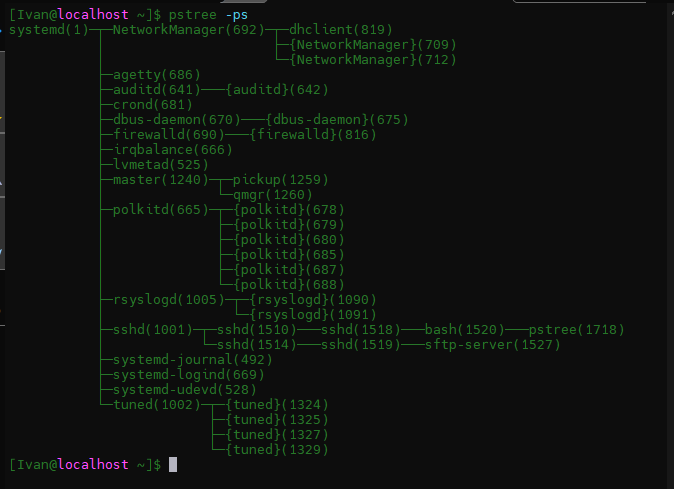 [Ivan@localhost ~]$ pstree -ps
systemd(1)─┬─NetworkManager(692)─┬─dhclient(819)
           │                     ├─{NetworkManager}(709)
           │                     └─{NetworkManager}(712)
           ├─agetty(686)
           ├─auditd(641)───{auditd}(642)
           ├─crond(681)
           ├─dbus-daemon(670)───{dbus-daemon}(675)
           ├─firewalld(690)───{firewalld}(816)
           ├─irqbalance(666)
           ├─lvmetad(525)
           ├─master(1240)─┬─pickup(1259)
           │              └─qmgr(1260)
           ├─polkitd(665)─┬─{polkitd}(678)
           │              ├─{polkitd}(679)
           │              ├─{polkitd}(680)
           │              ├─{polkitd}(685)
           │              ├─{polkitd}(687)
           │              └─{polkitd}(688)
           ├─rsyslogd(1005)─┬─{rsyslogd}(1090)
           │                └─{rsyslogd}(1091)
           ├─sshd(1001)─┬─sshd(1510)───sshd(1518)───bash(1520)───pstree(1718)
           │            └─sshd(1514)───sshd(1519)───sftp-server(1527)
           ├─systemd-journal(492)
           ├─systemd-logind(669)
           ├─systemd-udevd(528)
           └─tuned(1002)─┬─{tuned}(1324)
                         ├─{tuned}(1325)
                         ├─{tuned}(1327)
                         └─{tuned}(1329)
[Ivan@localhost ~]$